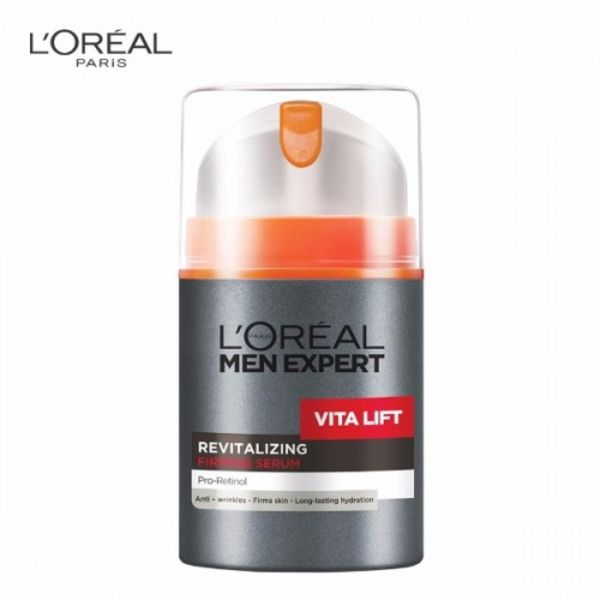 L'ORÉAL
PARIS
L'ORÉAL
PARIS
MEN EXPERT
VITA LIFT
REVITALIZING
FIRMING SERUM
Pro-Retinol
Anti - wrinkles - Firms skin - Long-lasting hydration